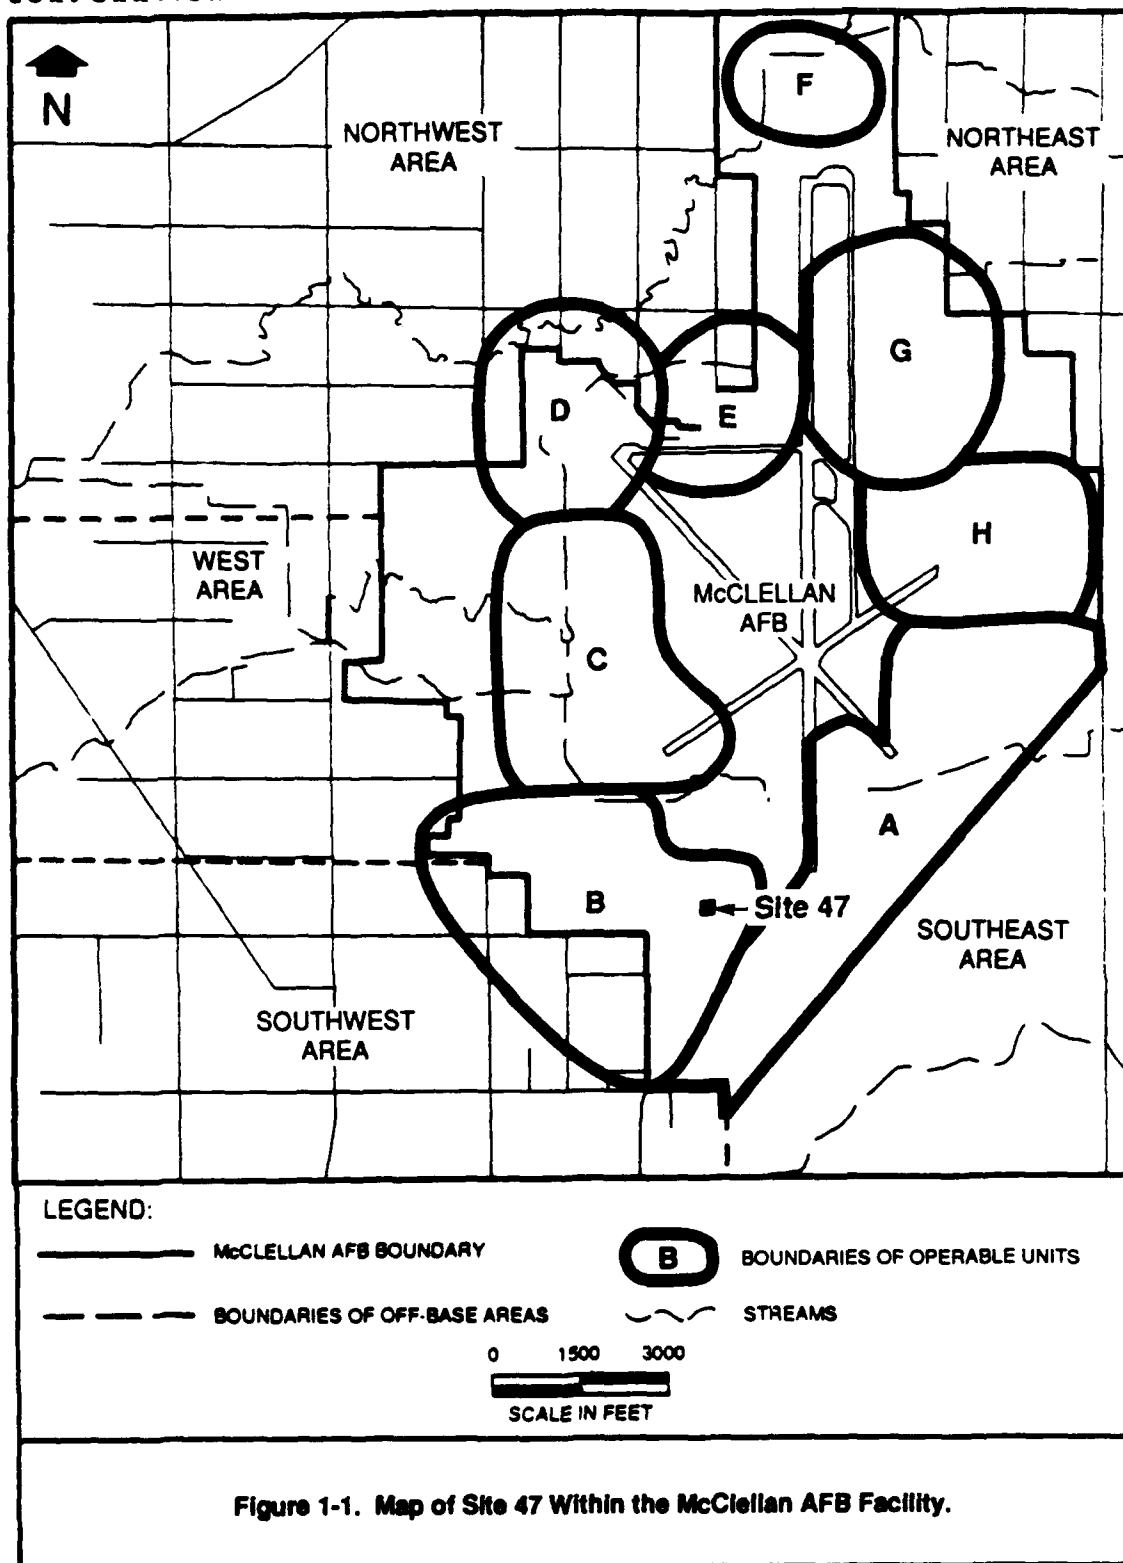 N
F
NORTHWEST
AREA
NORTHEAST
AREA
G
D
E
H
WEST
AREA
McCLELLAN
AFB
C
A
B
Site 47
SOUTHEAST
AREA
SOUTHWEST
AREA
LEGEND:
McCLELLAN AFB BOUNDARY
B
BOUNDARIES OF OPERABLE UNITS
BOUNDARIES OF OFF-BASE AREAS
STREAMS
0 1500 3000
SCALE IN FEET
Figure 1-1. Map of Site 47 Within the McClellan AFB Facility.